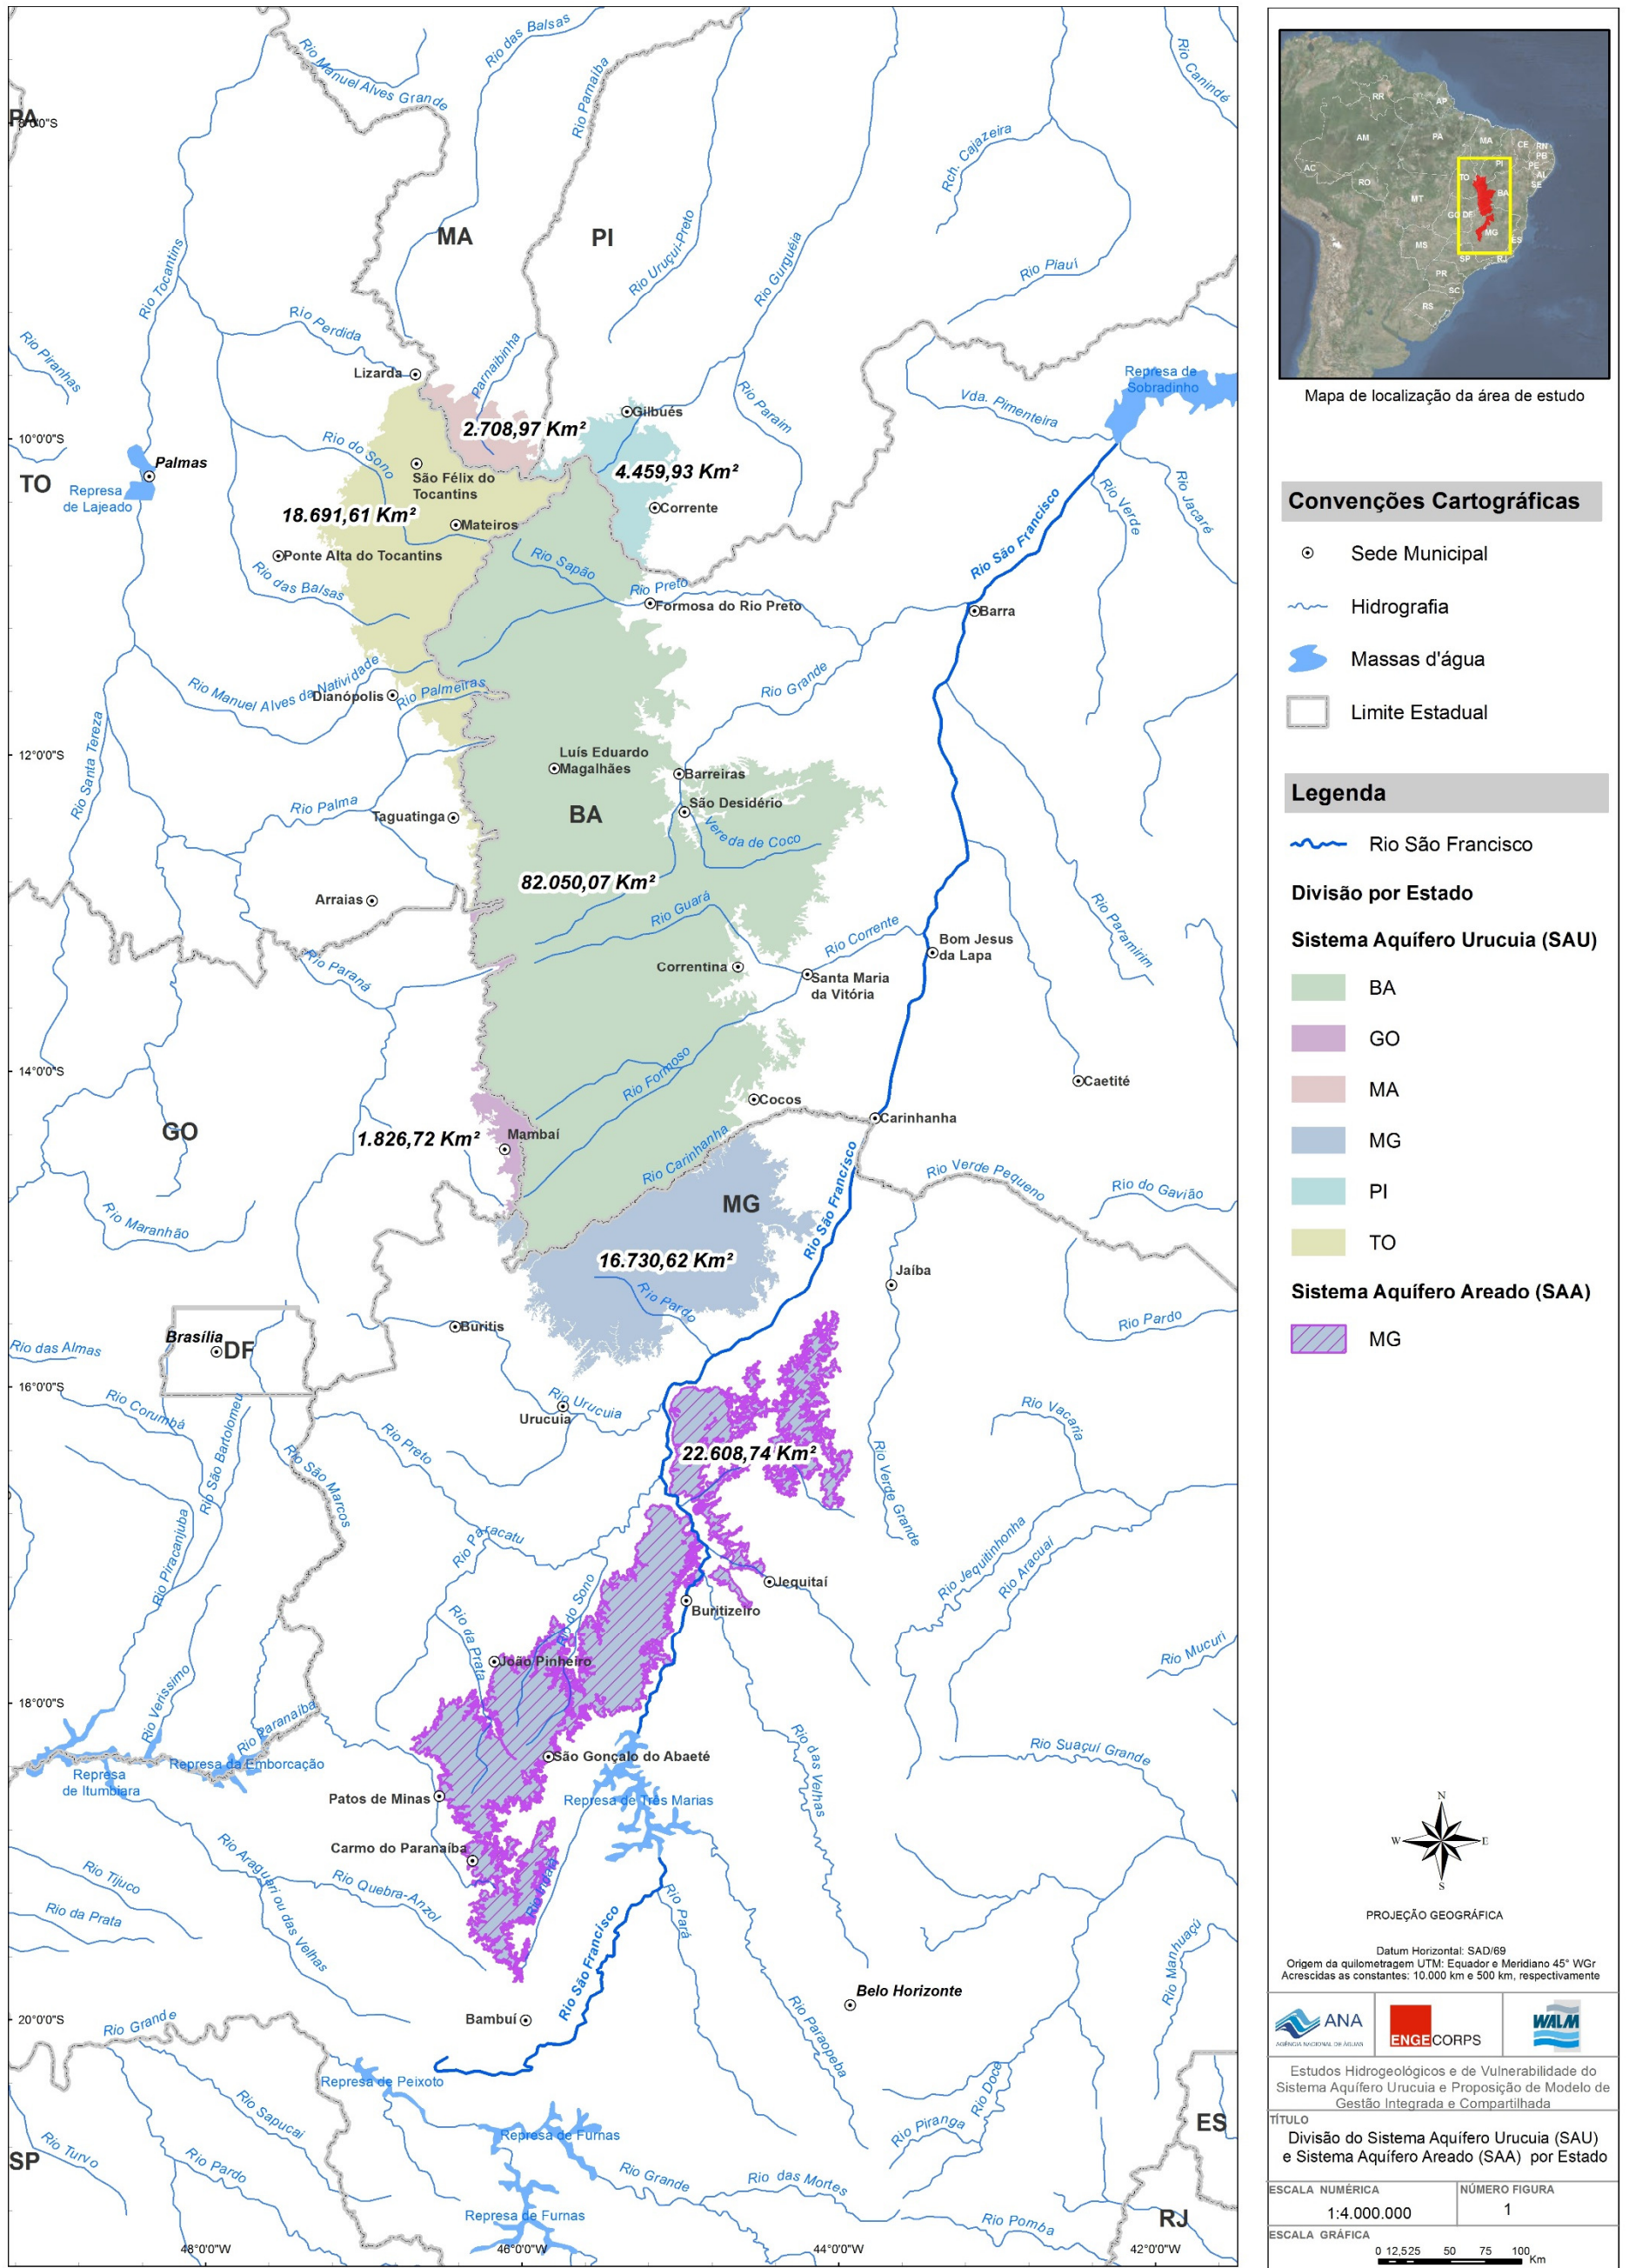 Rio Manuel Alves Grande
Rio das Balsas
Rio Parnaíba
Rio Canindé
PA
8°0'0"S
Rch. Cajazeira
MA
PI
Rio Tocantins
Rio Uruçuí-Preto
Rio Gurguéia
Rio Piauí
Rio Perdida
Rio Piranhas
Lizarda
Parnaibinha
Rio Paraim
Represa de
Sobradinho
Vda. Pimenteira
Gilbués
2.708,97 Km²
10°0'0"S
Rio do Sono
Palmas
TO
Represa
de Lajeado
São Félix do
Tocantins
4.459,93 Km²
Corrente
Rio São Francisco
Rio Verde
Rio Jacaré
18.691,61 Km²
Mateiros
Ponte Alta do Tocantins
Rio das Balsas
Rio Sapão
Rio Preto
Formosa do Rio Preto
Barra
Rio Manuel Alves da Natividade
Dianópolis
Rio Palmeiras
Rio Grande
Rio Santa Tereza
12°0'0"S
Luís Eduardo
Magalhães
Barreiras
São Desidério
Rio Palma
Taguatinga
BA
Vereda de Coco
82.050,07 Km²
Arraias
Rio Guará
Rio Paramirim
Rio Corrente
Bom Jesus
da Lapa
Rio Paranã
Correntina
Santa Maria
da Vitória
14°0'0"S
Rio Formoso
Caetité
Cocos
Carinhanha
GO
1.826,72 Km²
Mambaí
Rio Carinhanha
Rio São Francisco
Rio Verde Pequeno
Rio do Gavião
MG
Rio Maranhão
16.730,62 Km²
Jaíba
Rio Pardo
Rio Pardo
Buritis
Brasília
DF
Rio das Almas
16°0'0"S
Rio Corumbá
Rio São Bartolomeu
Rio São Marcos
Rio Preto
Urucuia
Rio Urucuia
Rio Vacaria
22.608,74 Km²
Rio Verde Grande
Rio Piracanjuba
Rio Paracatu
Rio do Sono
Rio Jequitinhonha
Rio Aracuaí
Jequitaí
Buritizeiro
Rio da Prata
João Pinheiro
Rio Mucuri
Rio Verissimo
18°0'0"S
Rio Paranaíba
Represa
de Itumbiara
Represa da Emborcação
São Gonçalo do Abaeté
Rio das Velhas
Rio Suaçuí Grande
Patos de Minas
Represa de Três Marias
Carmo do Paranaíba
Rio Tijuco
Rio da Prata
Rio Araguari ou das Velhas
Rio Quebra-Anzol
Rio São Francisco
Rio Pará
Rio Manhuaçú
Belo Horizonte
20°0'0"S
Bambuí
Rio Grande
Rio Paraopeba
Represa de Peixoto
Rio Sapucai
Rio Doce
Rio Piranga
ES
SP
Rio Turvo
Rio Pardo
Represa de Furnas
Rio Grande
Rio das Mortes
Represa de Furnas
Rio Pomba
RJ
48°0'0"W
46°0'0"W
44°0'0"W
42°0'0"W
RR
AP
AM
PA
MA
CE
RN
PB
PE
AL
SE
PI
AC
RO
TO
BA
MT
GO
DF
MG
ES
MS
SP
RJ
PR
SC
RS
Mapa de localização da área de estudo
Convenções Cartográficas
Sede Municipal
Hidrografia
Massas d'água
Limite Estadual
Legenda
Rio São Francisco
Divisão por Estado
Sistema Aquífero Urucuia (SAU)
BA
GO
MA
MG
PI
TO
Sistema Aquífero Areado (SAA)
MG
N
W
E
S
PROJEÇÃO GEOGRÁFICA
Datum Horizontal: SAD/69
Origem da quilometragem UTM: Equador e Meridiano 45° WGr
Acrescidas as constantes: 10.000 km e 500 km, respectivamente
ANA
AGÊNCIA NACIONAL DE ÁGUAS
ENGECORPS
WALM
Estudos Hidrogeológicos e de Vulnerabilidade do
Sistema Aquífero Urucuia e Proposição de Modelo de
Gestão Integrada e Compartilhada
TÍTULO
Divisão do Sistema Aquífero Urucuia (SAU)
e Sistema Aquífero Areado (SAA) por Estado
ESCALA NUMÉRICA
1:4.000.000
NÚMERO FIGURA
1
ESCALA GRÁFICA
0 12,525 50 75 100
Km